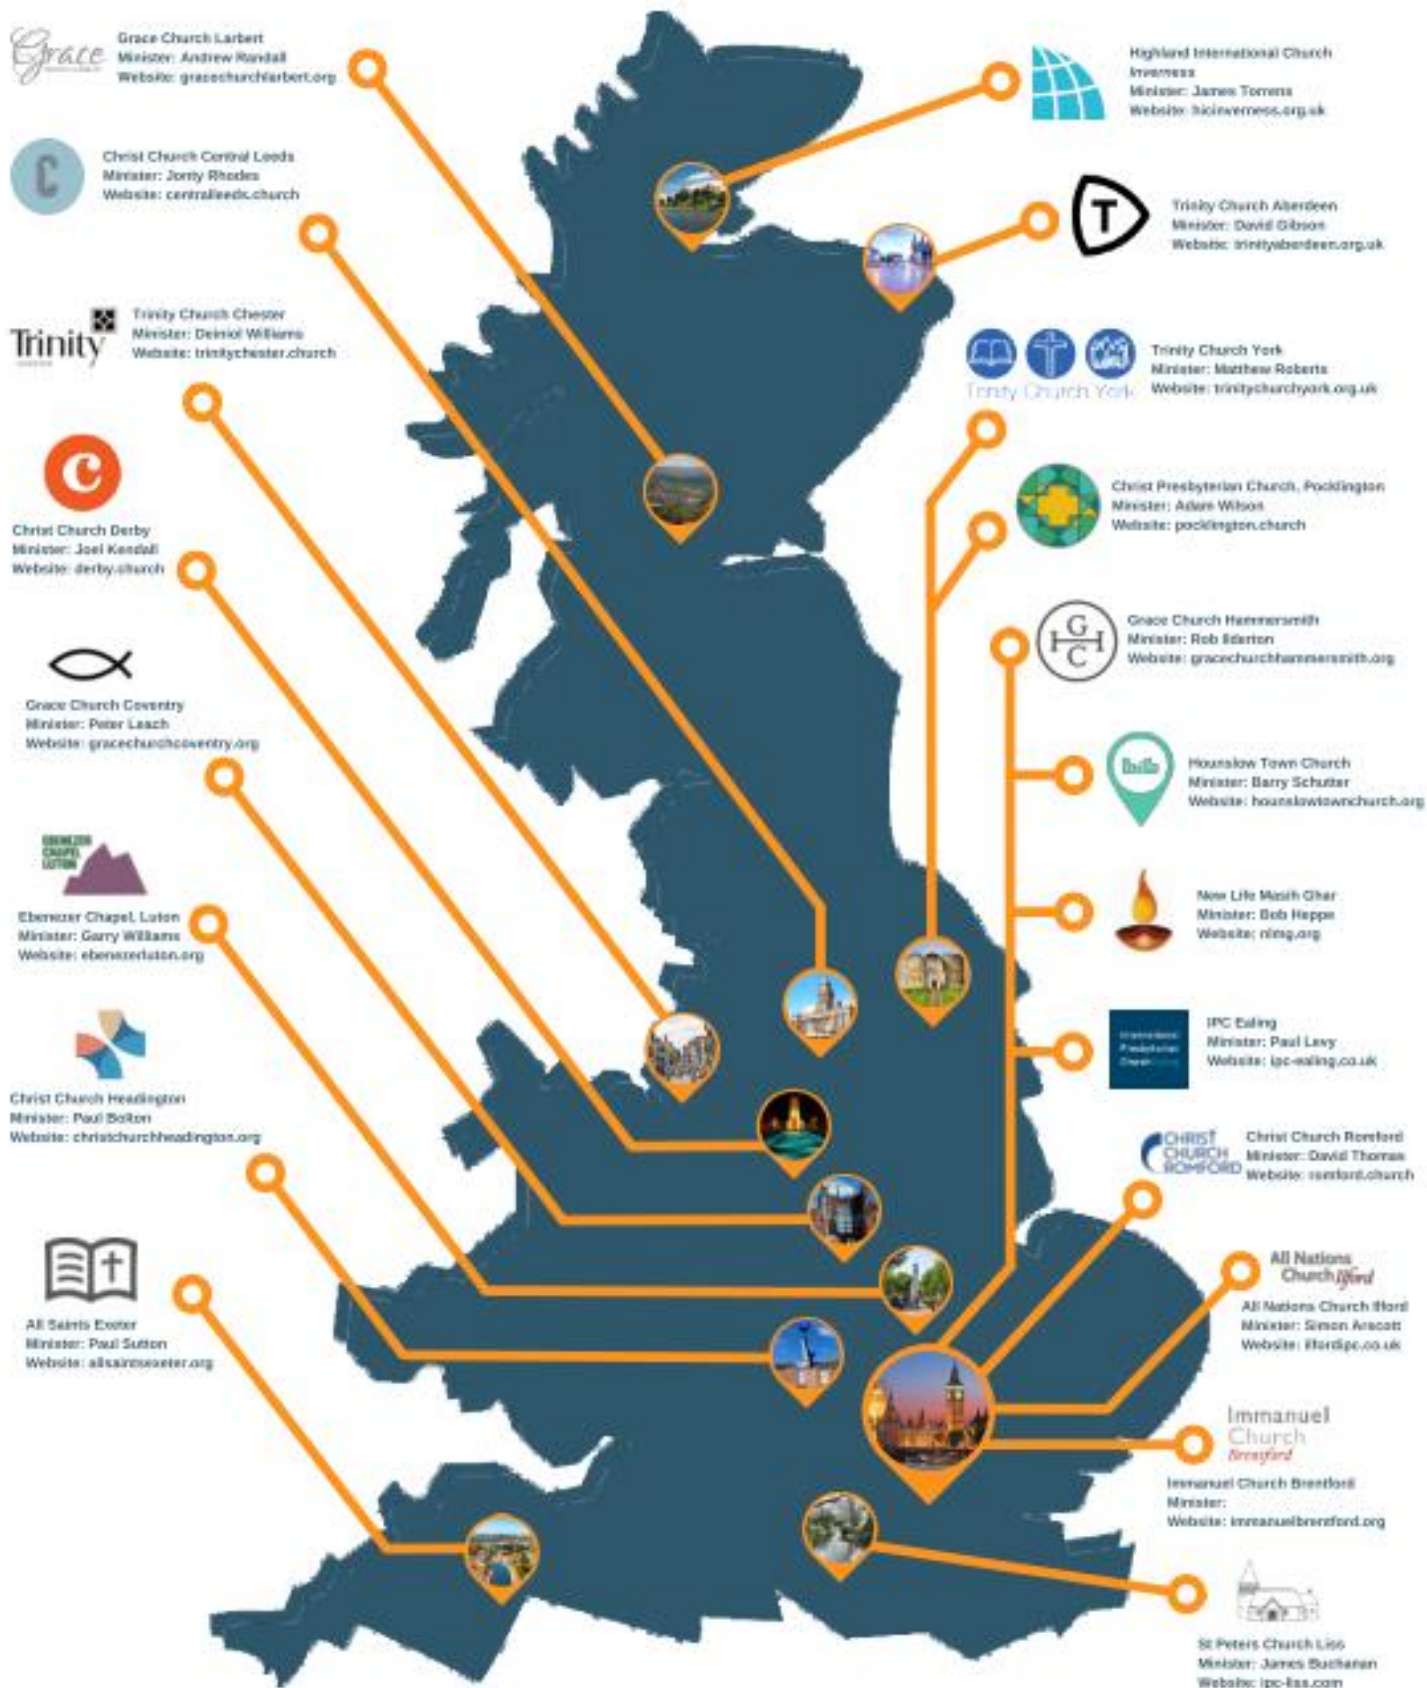 Grace
Grace Church Larbert
Minister: Andrew Randall
Website: gracechurchlarbert.org
C
Christ Church Central Leeds
Minister: Jonty Rhodes
Website: centralleeds.church
Trinity
Trinity Church Chester
Minister: Deiniol Williams
Website: trinitychester.church
C
Christ Church Derby
Minister: Joel Kendall
Website: derby.church
Grace Church Coventry
Minister: Peter Leach
Website: gracechurchcoventry.org
EBENEZER
CHAPEL
LUTON
Ebenezer Chapel, Luton
Minister: Garry Williams
Website: ebenezerluton.org
Christ Church Headington
Minister: Paul Bolton
Website: christchurchheadington.org
All Saints Exeter
Minister: Paul Sutton
Website: allsaintsexeter.org
Highland International Church
Inverness
Minister: James Torrens
Website: hicinverness.org.uk
T
Trinity Church Aberdeen
Minister: David Gibson
Website: trinityaberdeen.org.uk
Trinity Church York
Trinity Church York
Minister: Matthew Roberts
Website: trinitychurchyork.org.uk
Christ Presbyterian Church, Pocklington
Minister: Adam Wilson
Website: pocklington.church
G
H H
C
Grace Church Hammersmith
Minister: Rob Ilderton
Website: gracechurchhammersmith.org
Hounslow Town Church
Minister: Barry Schutter
Website: hounslowtownchurch.org
New Life Masih Ghar
Minister: Bob Heppe
Website: nlmg.org
International
Presbyterian
Church
IPC Ealing
Minister: Paul Levy
Website: ipc-ealing.co.uk
CHRIST
CHURCH
ROMFORD
Christ Church Romford
Minister: David Thomas
Website: romford.church
All Nations
Church Ilford
All Nations Church Ilford
Minister: Simon Arscott
Website: ilfordipc.co.uk
Immanuel
Church
Brentford
Immanuel Church Brentford
Minister:
Website: immanuelbrentford.org
St Peters Church Liss
Minister: James Buchanan
Website: ipc-liss.com